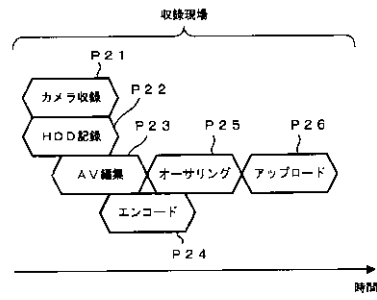 収録現場
P21
カメラ収録
P22
HDD記録
P23
P25
P26
AV編集
オーサリング
アップロード
エンコード
P24
時間